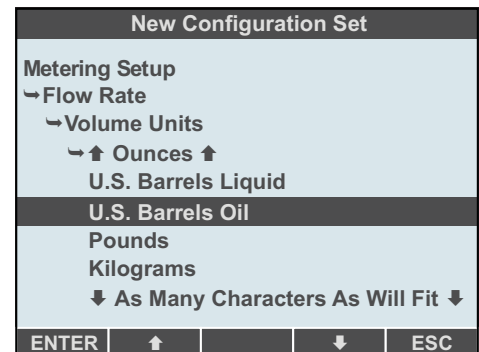 New Configuration Set
Metering Setup
➥Flow Rate
➥Volume Units
➥⬆ Ounces ⬆
U.S. Barrels Liquid
U.S. Barrels Oil
Pounds
Kilograms
⬇ As Many Characters As Will Fit ⬇
ENTER ⬆ ⬇ ESC